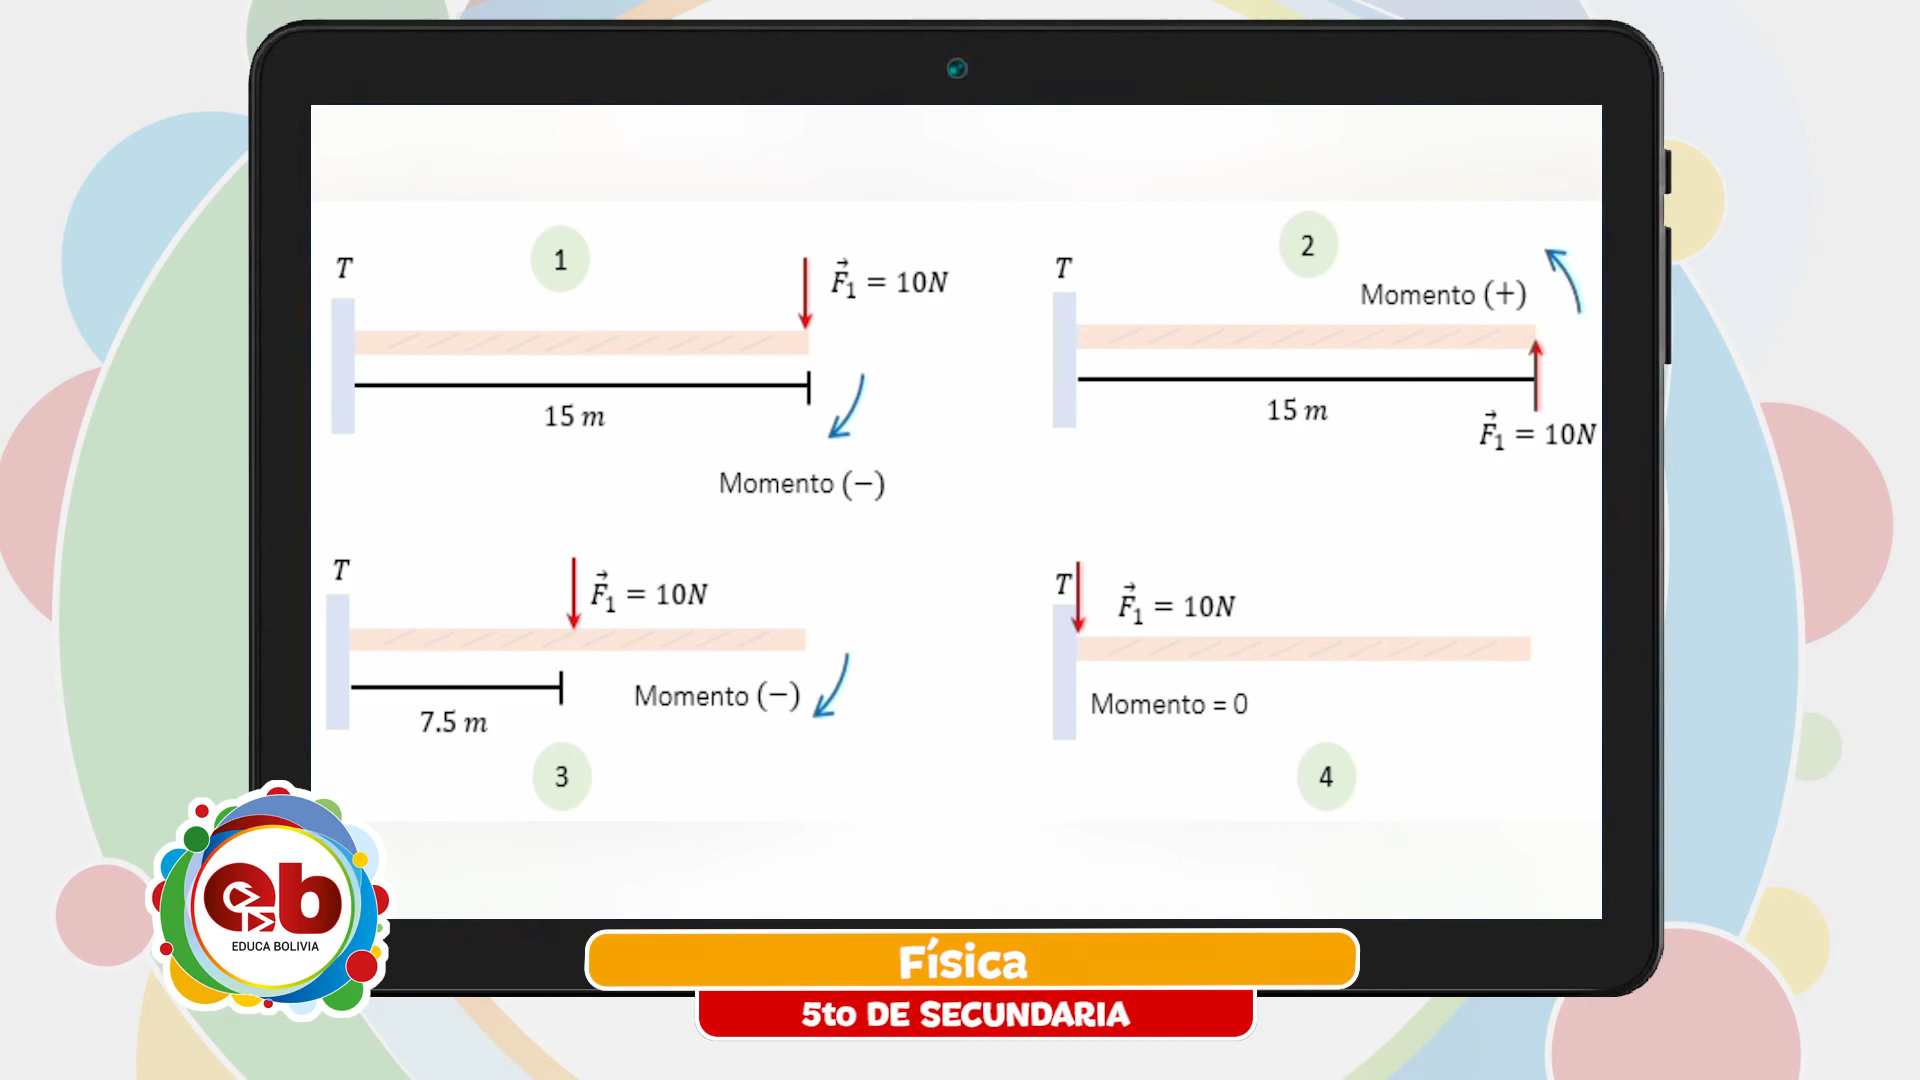 1
T
F⃗₁ = 10N
15 m
Momento (−)
2
T
Momento (+)
15 m
F⃗₁ = 10N
T
F⃗₁ = 10N
7.5 m
Momento (−)
3
T
F⃗₁ = 10N
Momento = 0
4
eb
EDUCA BOLIVIA
Física
5to DE SECUNDARIA